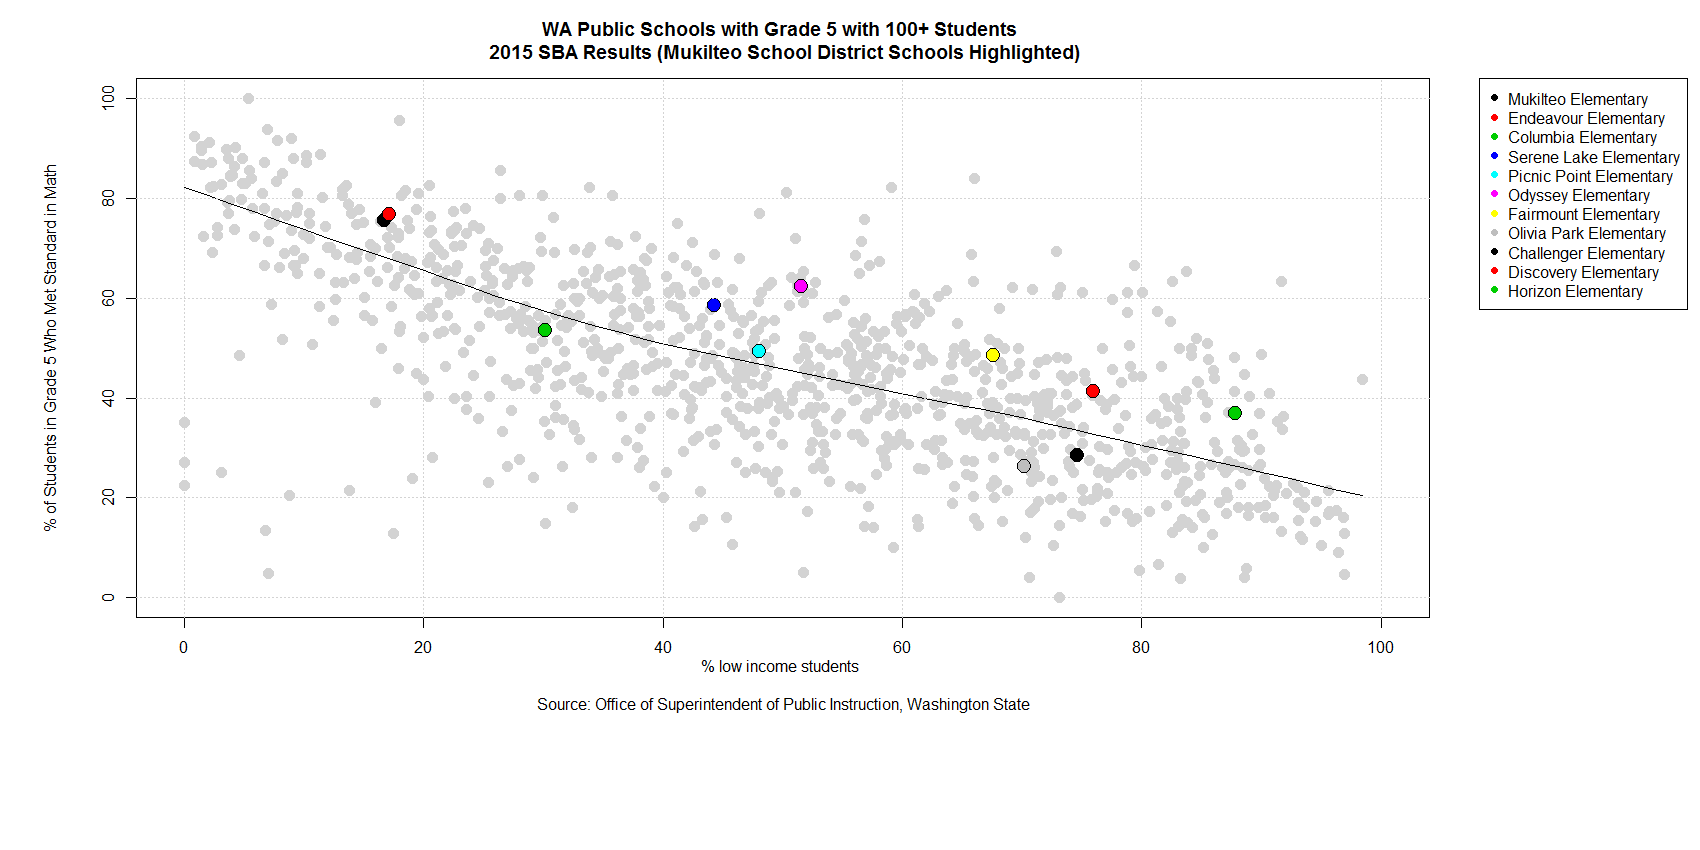 WA Public Schools with Grade 5 with 100+ Students
2015 SBA Results (Mukilteo School District Schools Highlighted)
% of Students in Grade 5 Who Met Standard in Math
100
80
60
40
20
0
0 20 40 60 80 100
% low income students
Source: Office of Superintendent of Public Instruction, Washington State
Mukilteo Elementary
Endeavour Elementary
Columbia Elementary
Serene Lake Elementary
Picnic Point Elementary
Odyssey Elementary
Fairmount Elementary
Olivia Park Elementary
Challenger Elementary
Discovery Elementary
Horizon Elementary